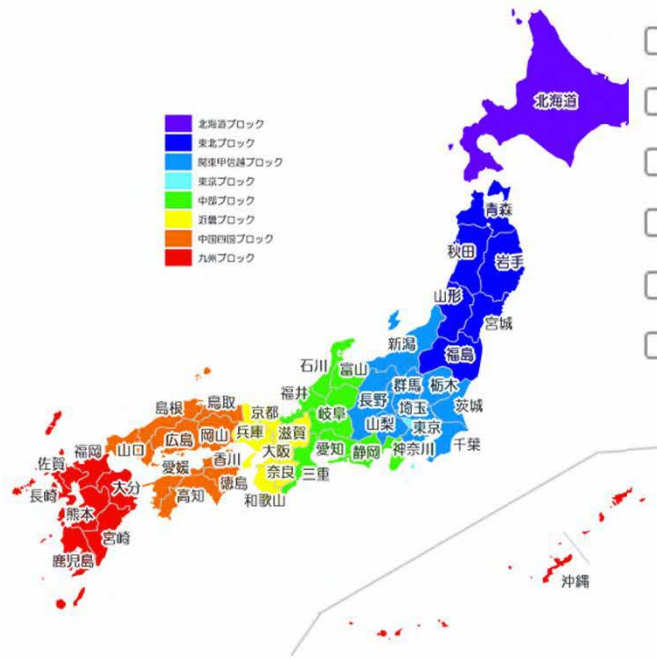 北海道
北海道ブロック
東北ブロック
関東甲信越ブロック
東京ブロック
中部ブロック
近畿ブロック
中国四国ブロック
九州ブロック
青森
秋田
岩手
山形
宮城
新潟
福島
石川
富山
群馬
栃木
福井
長野
埼玉
茨城
島根
鳥取
京都
岐阜
山梨
東京
兵庫
滋賀
岡山
広島
山口
福岡
大阪
愛知
静岡
神奈川
千葉
佐賀
愛媛
香川
奈良
三重
長崎
大分
高知
徳島
和歌山
熊本
宮崎
鹿児島
沖縄